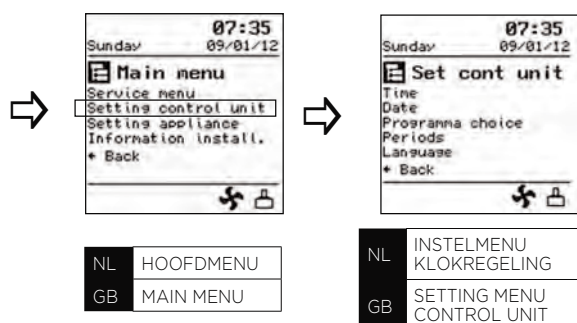 07:35
Sunday 09/01/12
Main menu
Service menu
Setting control unit
Setting appliance
Information install.
← Back
NL HOOFDMENU
GB MAIN MENU
07:35
Sunday 09/01/12
Set cont unit
Time
Date
Programma choice
Periods
Language
← Back
NL INSTELMENU
KLOKREGELING
GB SETTING MENU
CONTROL UNIT